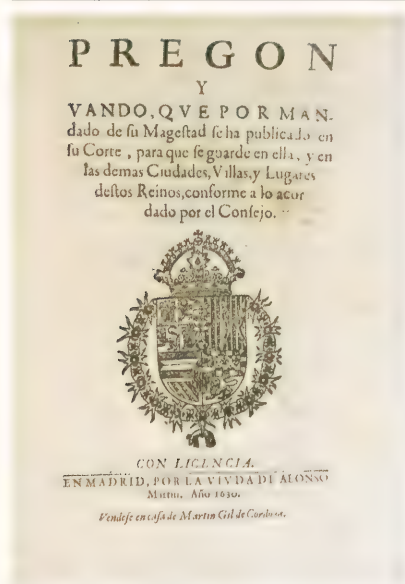 PREGON
Y
VANDO, QVE POR MAN-
dado de su Magestad se ha publicado en
su Corte, para que se guarde en ella, y en
las demas Ciudades, Villas, y Lugares
destos Reinos, conforme a lo acor
dado por el Consejo.
CON LICENCIA.
EN MADRID, POR LA VIVDA DE ALONSO
Martin. Año 1630.
Vendese en casa de Martin Gil de Cordoua.